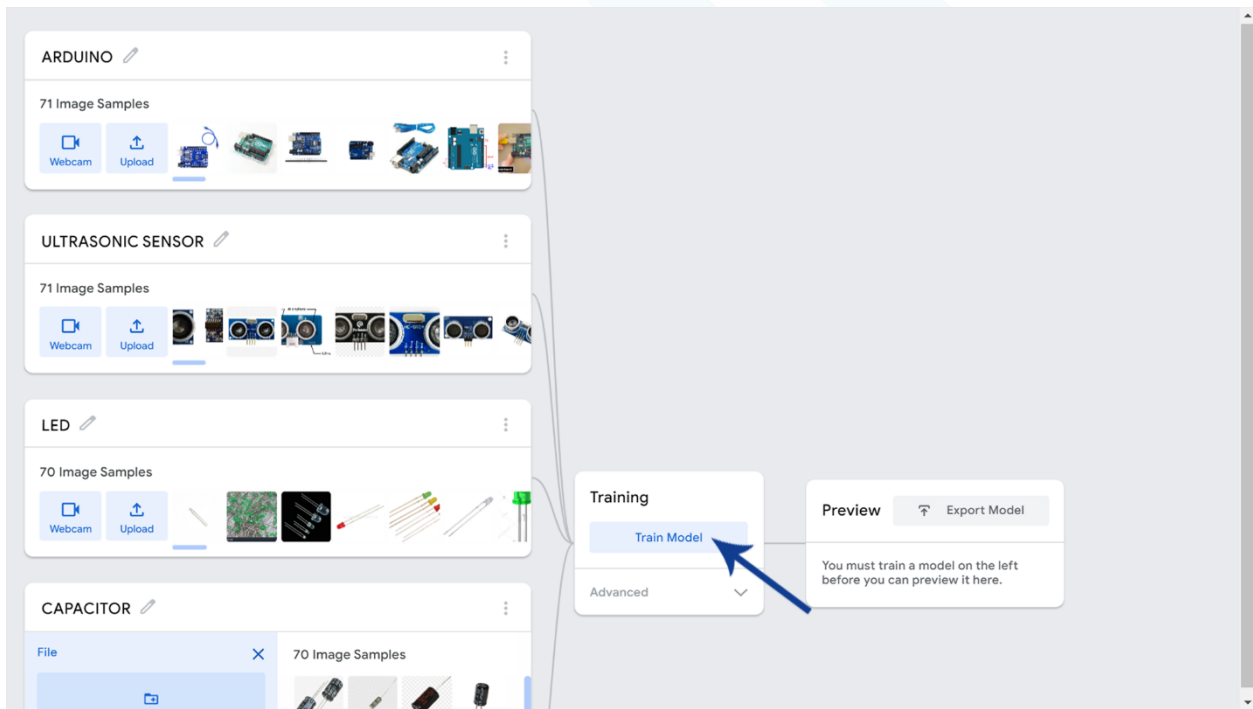 ARDUINO
71 Image Samples
Webcam
Upload
ULTRASONIC SENSOR
71 Image Samples
Webcam
Upload
LED
70 Image Samples
Webcam
Upload
CAPACITOR
File
70 Image Samples
Training
Train Model
Advanced
Preview
Export Model
You must train a model on the left
before you can preview it here.